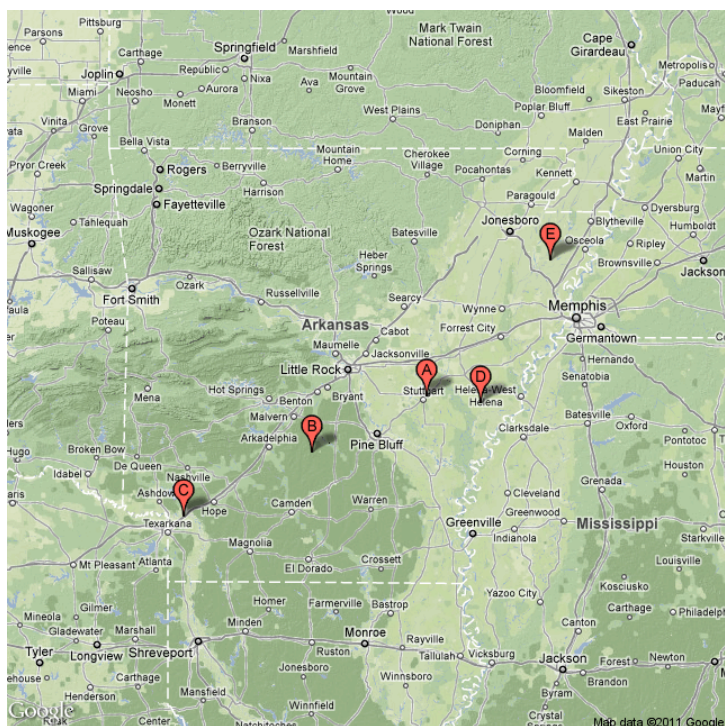 Pittsburg
Parsons
Carthage
Joplin
Miami
Neosho
Monett
Vinita
Grove
Springfield
Marshfield
Republic
Nixa
Aurora
Ava
Mountain
Grove
Mark Twain
National Forest
Cape
Girardeau
Metropolis
Paducah
Bloomfield
Sikeston
Poplar Bluff
East Prairie
West Plains
Doniphan
Malden
Branson
Bella Vista
Pryor Creek
Rogers
Springdale
Fayetteville
Wagoner
Tahlequah
Muskogee
Berryville
Harrison
Mountain
Home
Cherokee
Village
Corning
Pocahontas
Kennett
Union City
Martin
Paragould
Jonesboro
Blytheville
Dyersburg
Humboldt
Ozark National
Forest
Batesville
E
Osceola
Ripley
Brownsville
Jackson
Heber
Springs
Sallisaw
Fort Smith
Ozark
Russellville
Searcy
Wynne
Memphis
Germantown
Poteau
Arkansas
Cabot
Forrest City
Maumelle
Jacksonville
Little Rock
Hernando
Senatobia
Mena
Hot Springs
Benton
Bryant
Malvern
A
Stuttgart
D
Helena-West
Helena
Batesville
Oxford
Pontotoc
Clarksdale
Houston
B
Arkadelphia
Pine Bluff
Hugo
Broken Bow
Idabel
De Queen
Nashville
C
Hope
Texarkana
Camden
Warren
Cleveland
Grenada
Greenwood
Greenville
Indianola
Mississippi
Starkville
Mt Pleasant
Atlanta
Magnolia
El Dorado
Crossett
Louisville
Kosciusko
Yazoo City
Carthage
Philadelphia
Mineola
Gilmer
Gladewater
Marshall
Tyler
Longview
Homer
Farmerville
Bastrop
Minden
Shreveport
Ruston
Monroe
Rayville
Tallulah
Vicksburg
Canton
Jackson
Forest
Newton
Brandon
Henderson
Carthage
Center
Mansfield
Jonesboro
Natchitoches
Winnfield
Winnsboro
Byram
Crystal
Springs
Google
Map data ©2011 Google